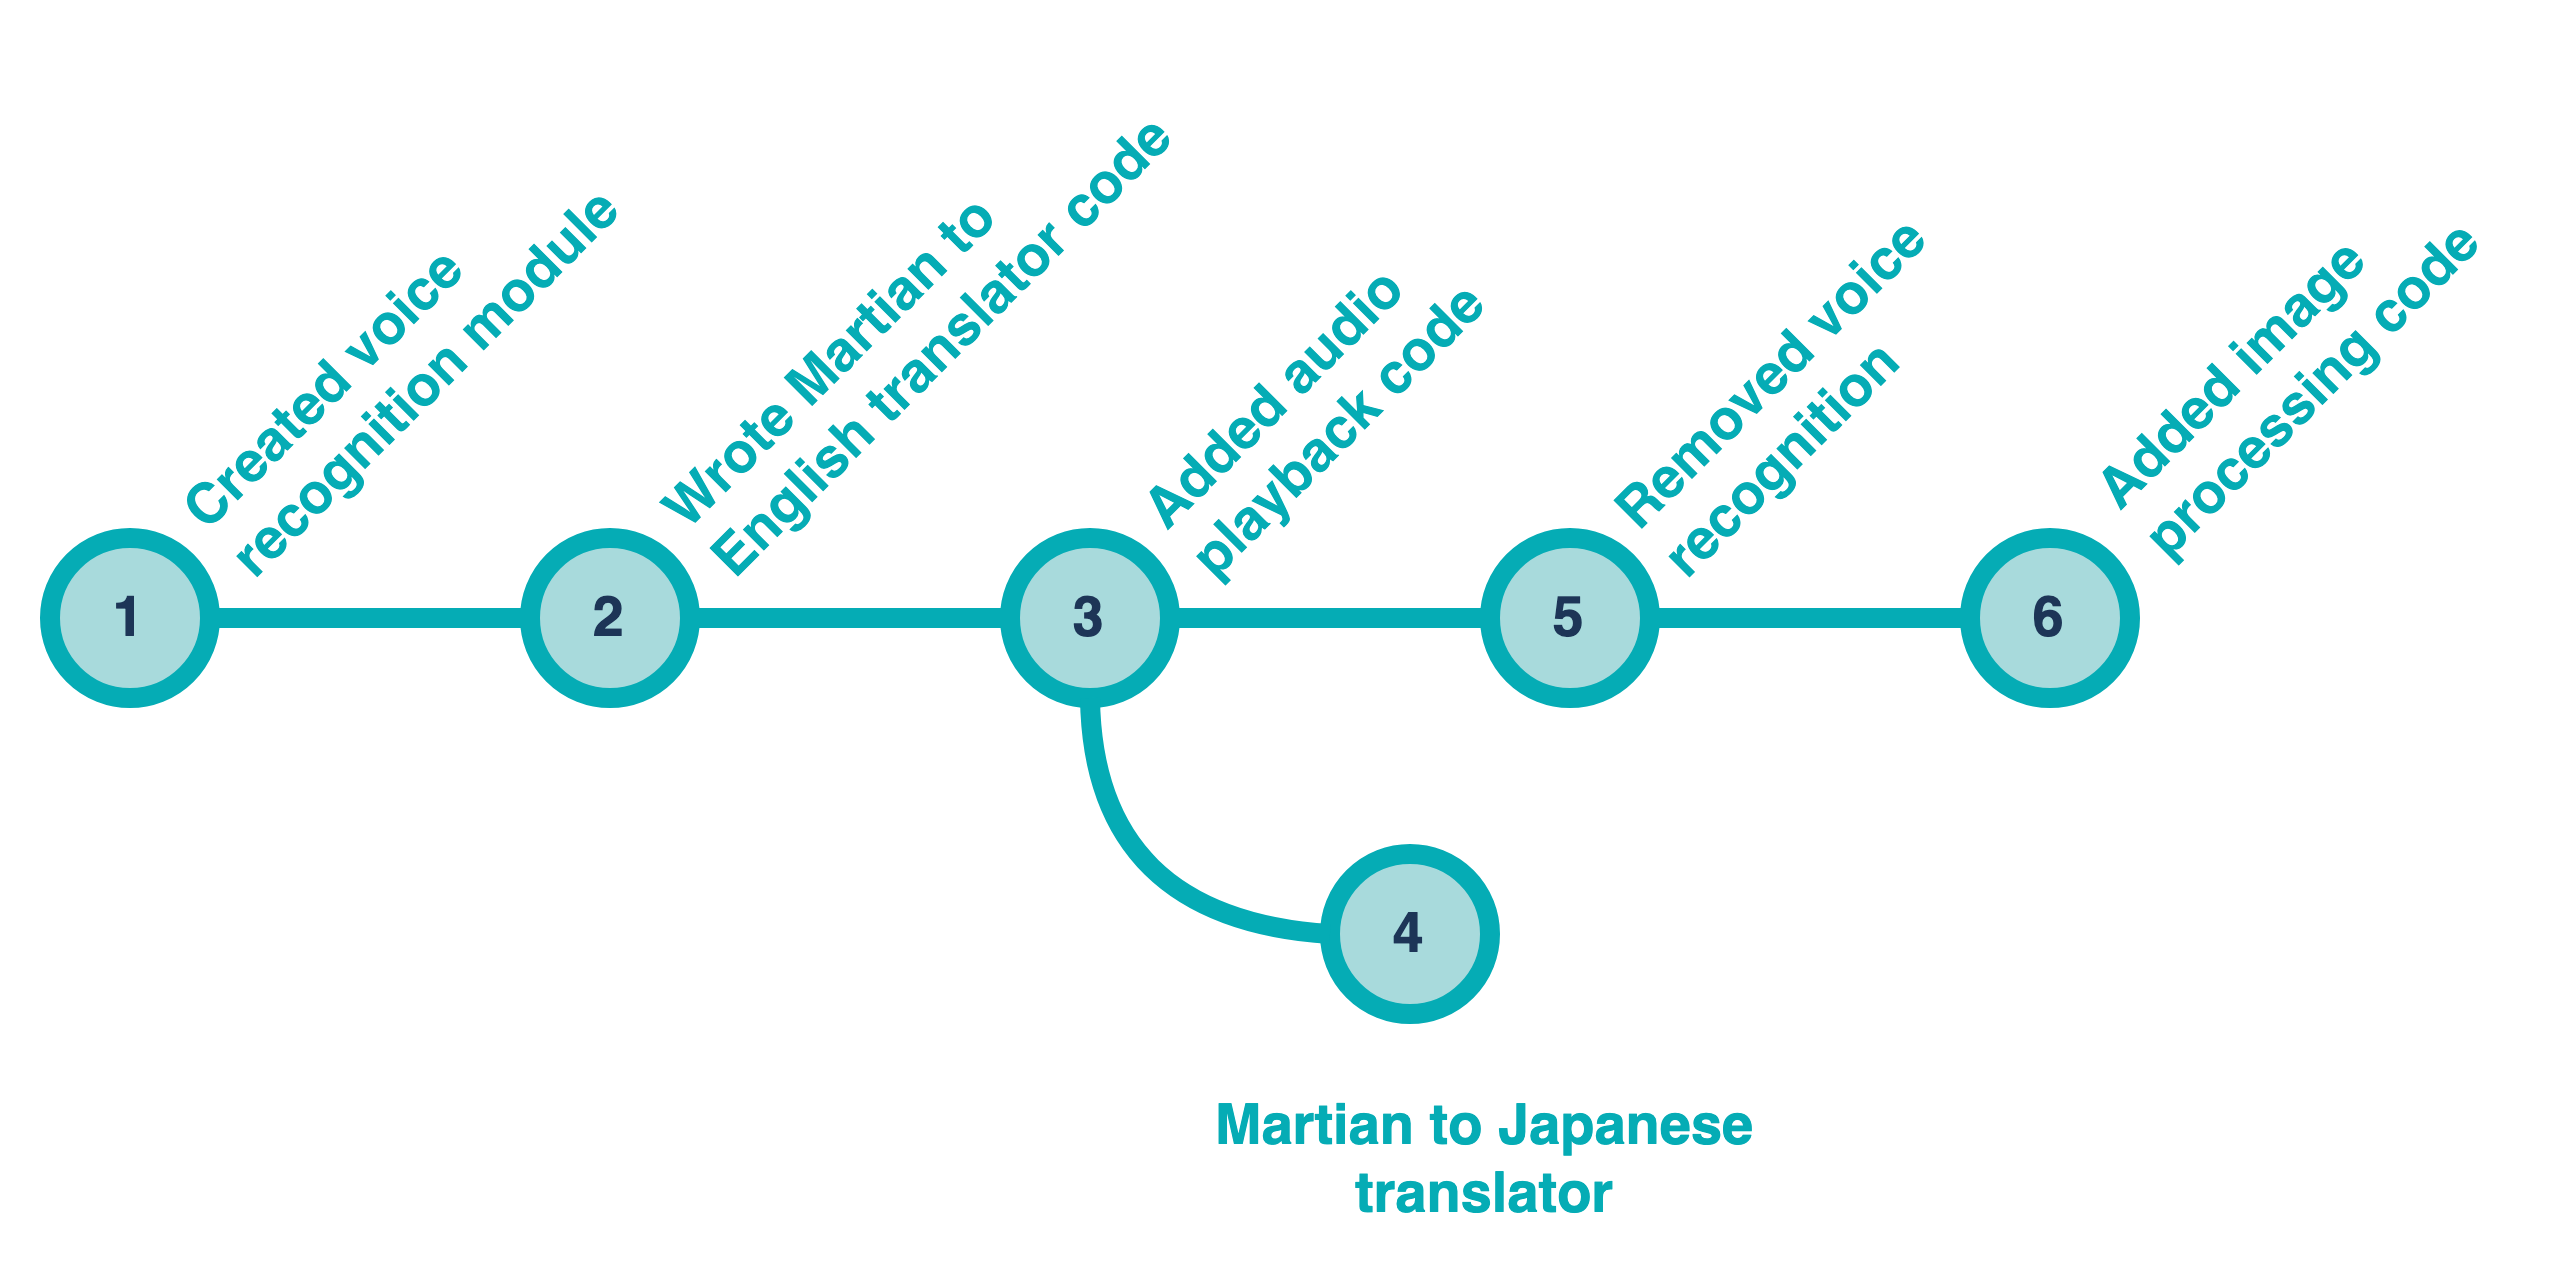 Created voice
recognition module
Wrote Martian to
English translator code
Added audio
playback code
Removed voice
recognition
Added image
processing code
1
2
3
5
6
4
Martian to Japanese
translator